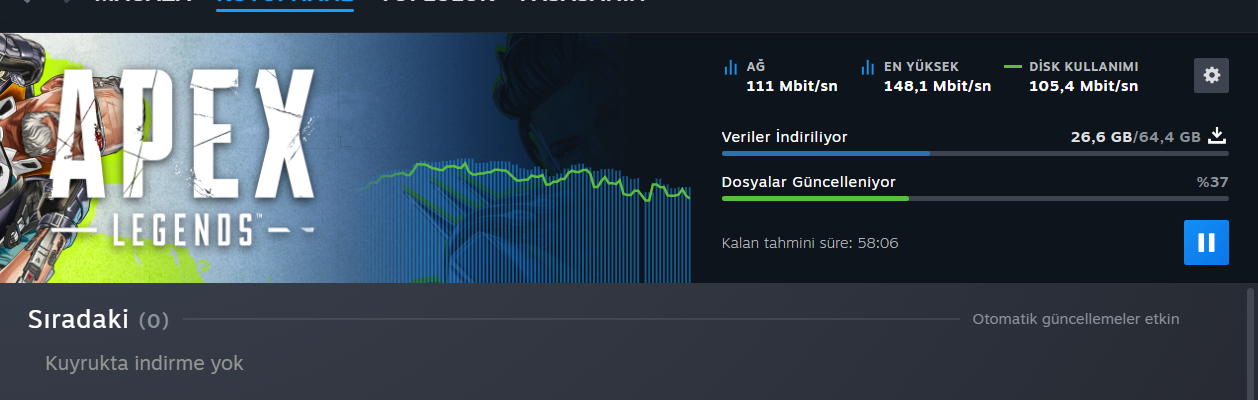 APEX
LEGENDS™
AĞ
111 Mbit/sn
EN YÜKSEK
148,1 Mbit/sn
DİSK KULLANIMI
105,4 Mbit/sn
Veriler İndiriliyor
26,6 GB/64,4 GB
Dosyalar Güncelleniyor
%37
Kalan tahmini süre: 58:06
Sıradaki (0)
Otomatik güncellemeler etkin
Kuyrukta indirme yok